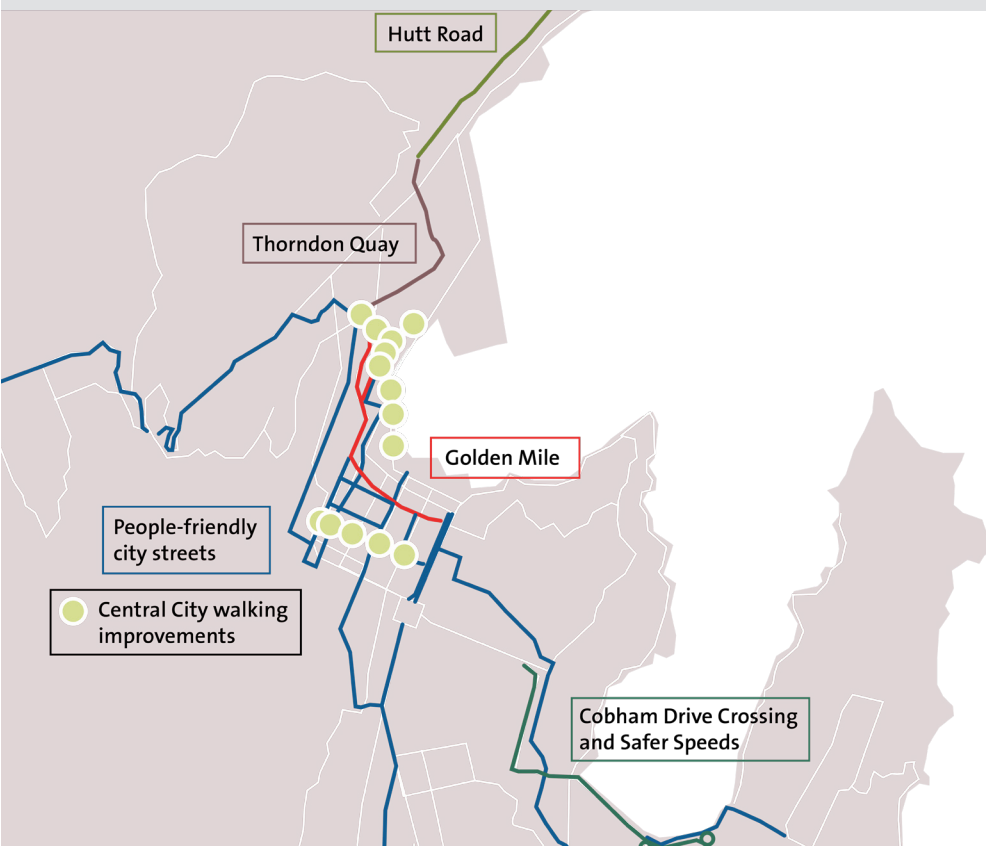 Hutt Road
Thorndon Quay
Golden Mile
People-friendly
city streets
Central City walking
improvements
Cobham Drive Crossing
and Safer Speeds